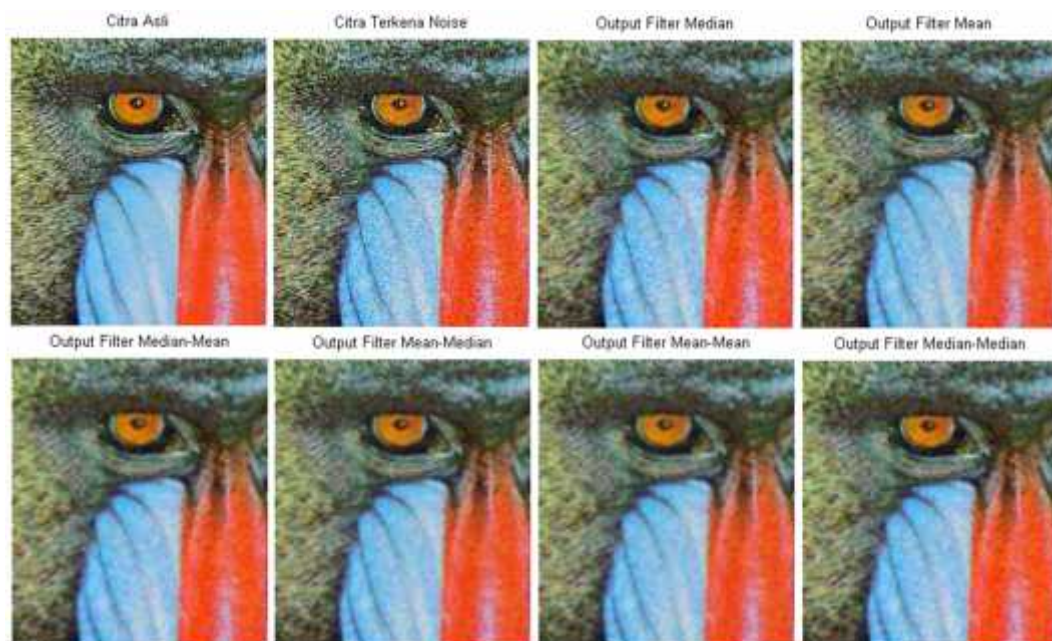 Citra Asli
Citra Terkena Noise
Output Filter Median
Output Filter Mean
Output Filter Median-Mean
Output Filter Mean-Median
Output Filter Mean-Mean
Output Filter Median-Median